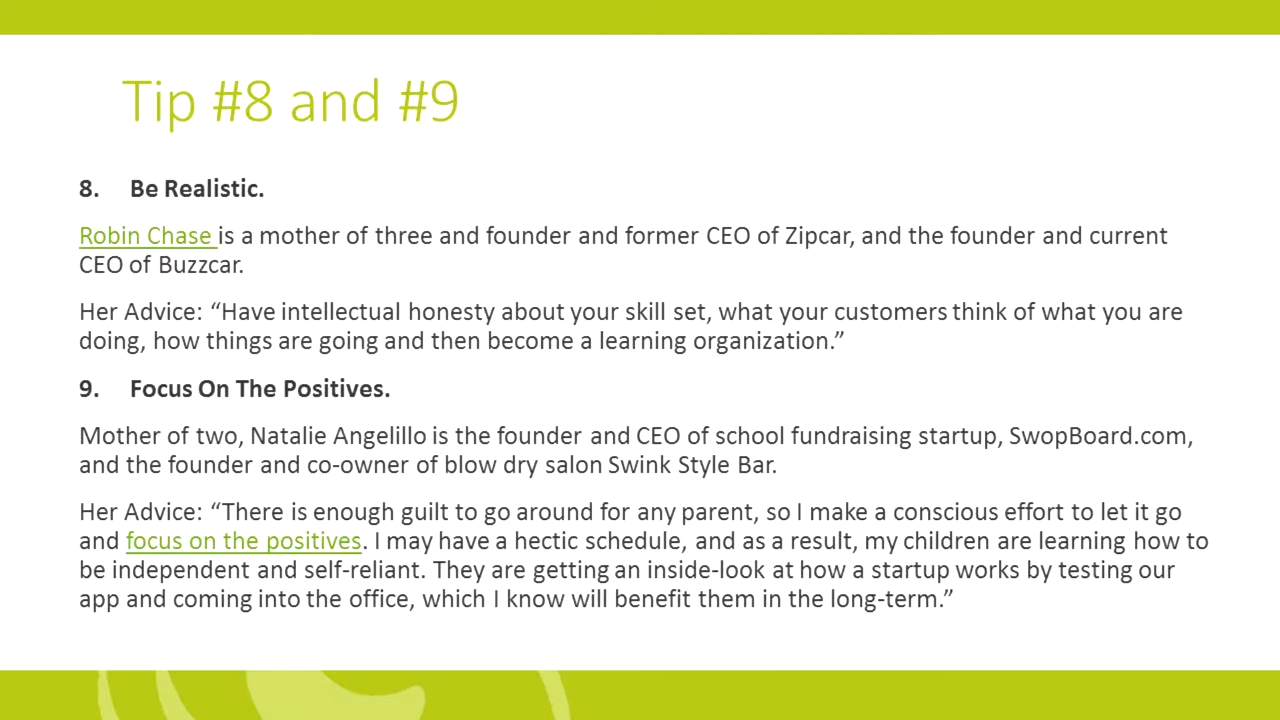 Tip #8 and #9
8. Be Realistic.
Robin Chase is a mother of three and founder and former CEO of Zipcar, and the founder and current
CEO of Buzzcar.
Her Advice: “Have intellectual honesty about your skill set, what your customers think of what you are
doing, how things are going and then become a learning organization.”
9. Focus On The Positives.
Mother of two, Natalie Angelillo is the founder and CEO of school fundraising startup, SwopBoard.com,
and the founder and co-owner of blow dry salon Swink Style Bar.
Her Advice: “There is enough guilt to go around for any parent, so I make a conscious effort to let it go
and focus on the positives. I may have a hectic schedule, and as a result, my children are learning how to
be independent and self-reliant. They are getting an inside-look at how a startup works by testing our
app and coming into the office, which I know will benefit them in the long-term.”